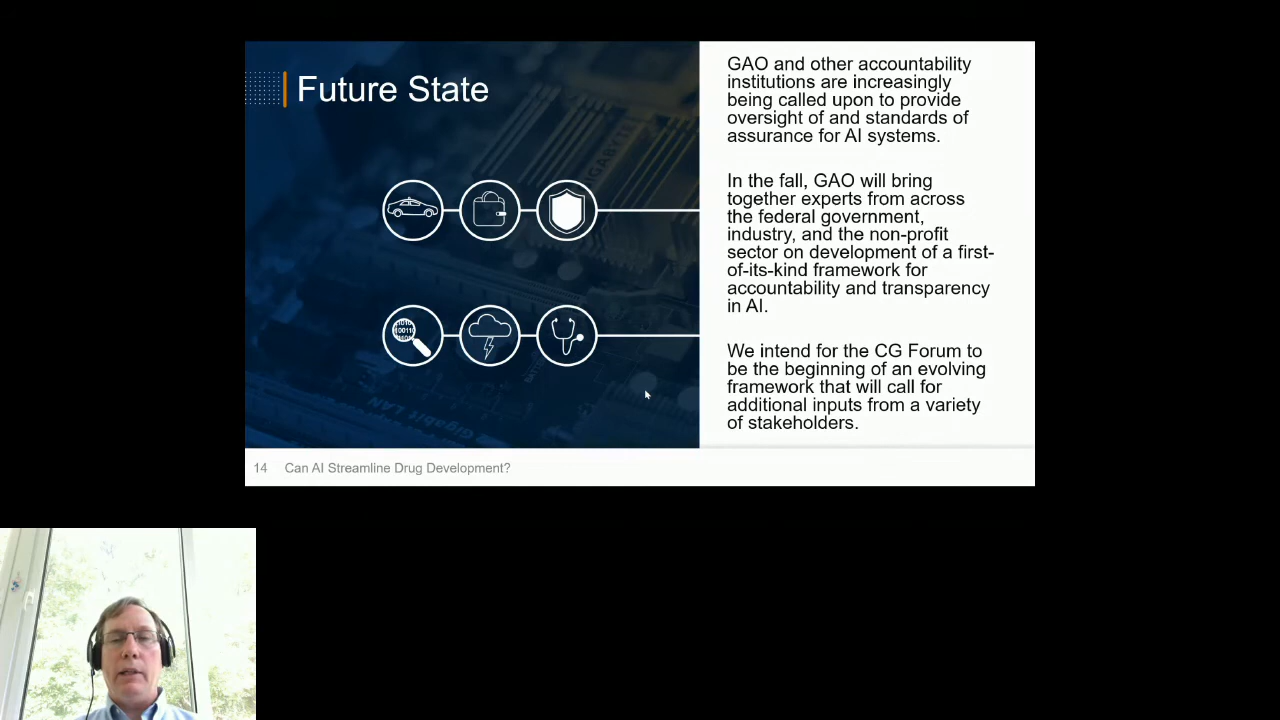 Future State
GAO and other accountability
institutions are increasingly
being called upon to provide
oversight of and standards of
assurance for AI systems.
In the fall, GAO will bring
together experts from across
the federal government,
industry, and the non-profit
sector on development of a first-
of-its-kind framework for
accountability and transparency
in AI.
We intend for the CG Forum to
be the beginning of an evolving
framework that will call for
additional inputs from a variety
of stakeholders.
GIGABYTE
Gigabit LAN
100110
14 Can AI Streamline Drug Development?